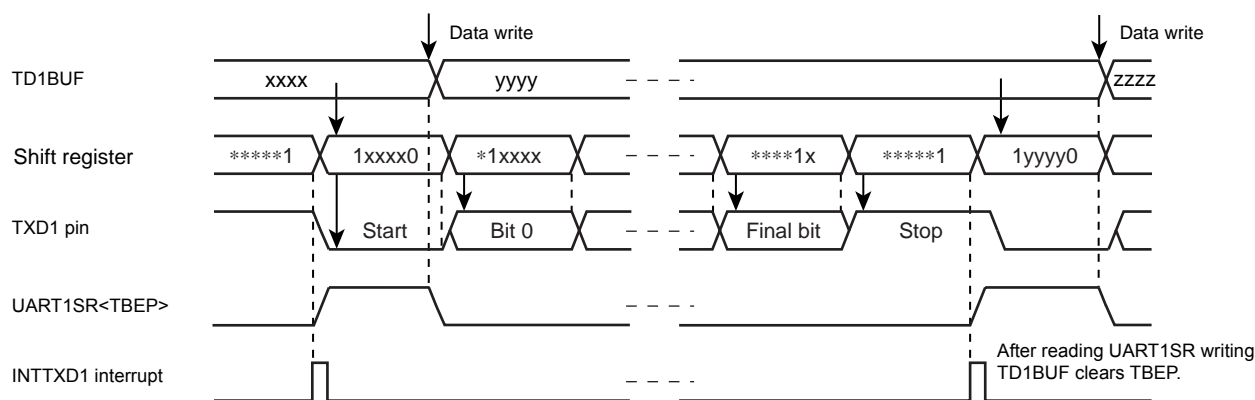 Data write
Data write
TD1BUF
xxxx
yyyy
zzzz
Shift register
*****1
1xxxx0
*1xxxx
****1x
*****1
1yyyy0
TXD1 pin
Start
Bit 0
Final bit
Stop
UART1SR<TBEP>
INTTXD1 interrupt
After reading UART1SR writing
TD1BUF clears TBEP.